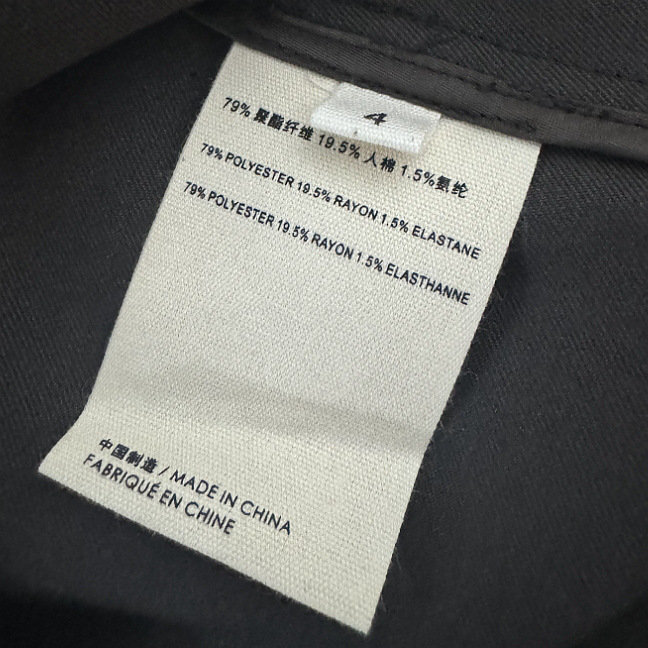 4
79% 聚酯纤维 19.5% 人棉 1.5%氨纶
79% POLYESTER 19.5% RAYON 1.5% ELASTANE
79% POLYESTER 19.5% RAYON 1.5% ELASTHANNE
中国制造 / MADE IN CHINA
FABRIQUÉ EN CHINE